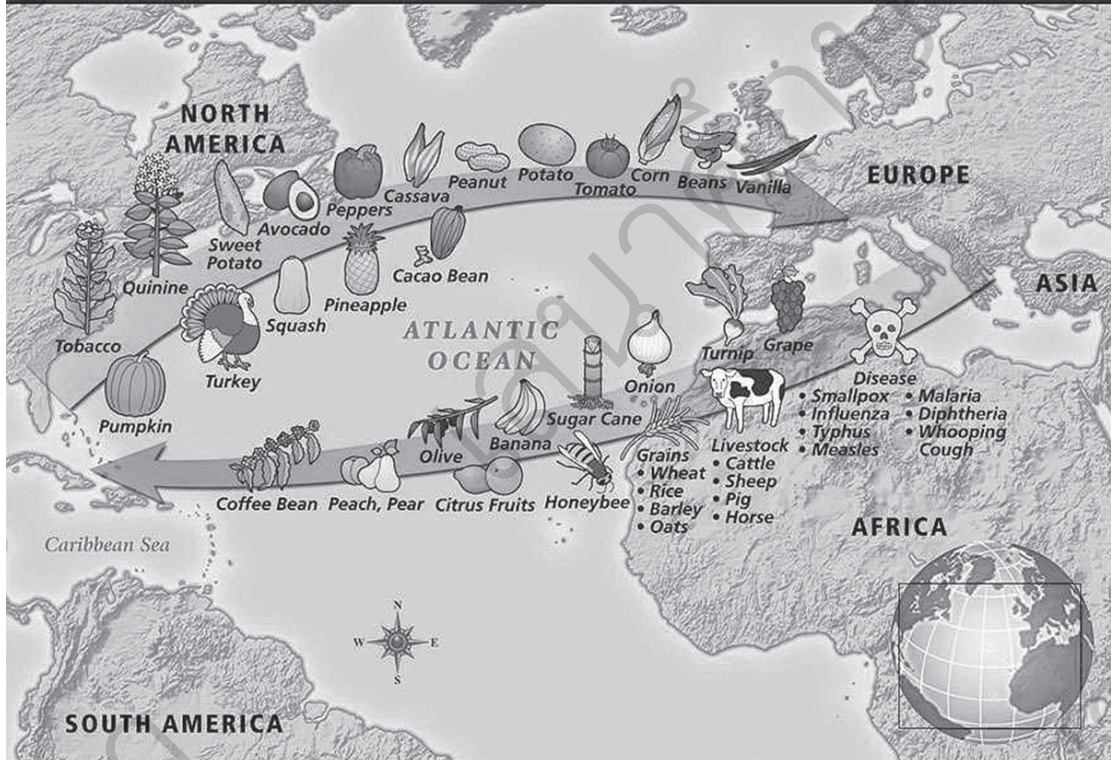 NORTH
AMERICA
EUROPE
ASIA
Tobacco
Quinine
Sweet
Potato
Avocado
Peppers
Cassava
Peanut
Potato
Tomato
Corn
Beans
Vanilla
Pumpkin
Turkey
Squash
Pineapple
Cacao Bean
ATLANTIC
OCEAN
Coffee Bean
Peach, Pear
Olive
Citrus Fruits
Banana
Honeybee
Sugar Cane
Onion
Turnip
Grape
Grains
• Wheat
• Rice
• Barley
• Oats
Livestock
• Cattle
• Sheep
• Pig
• Horse
Disease
• Smallpox
• Influenza
• Typhus
• Measles
• Malaria
• Diphtheria
• Whooping
Cough
AFRICA
Caribbean Sea
N
W E
S
SOUTH AMERICA